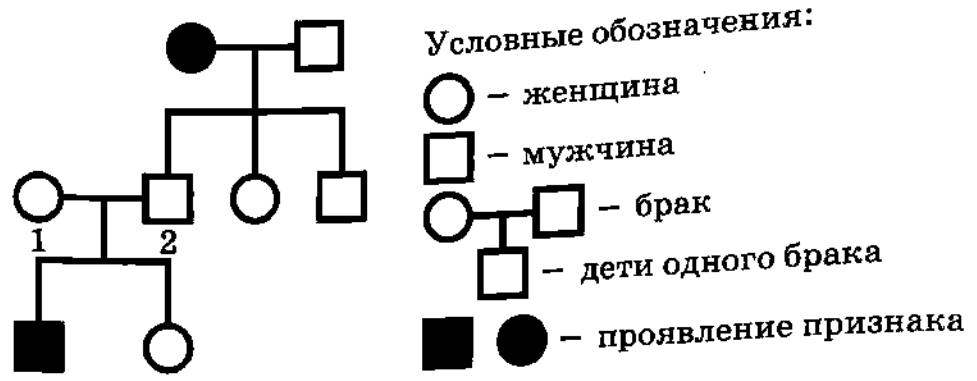 Условные обозначения:
– женщина
– мужчина
– брак
1
2
– дети одного брака
– проявление признака